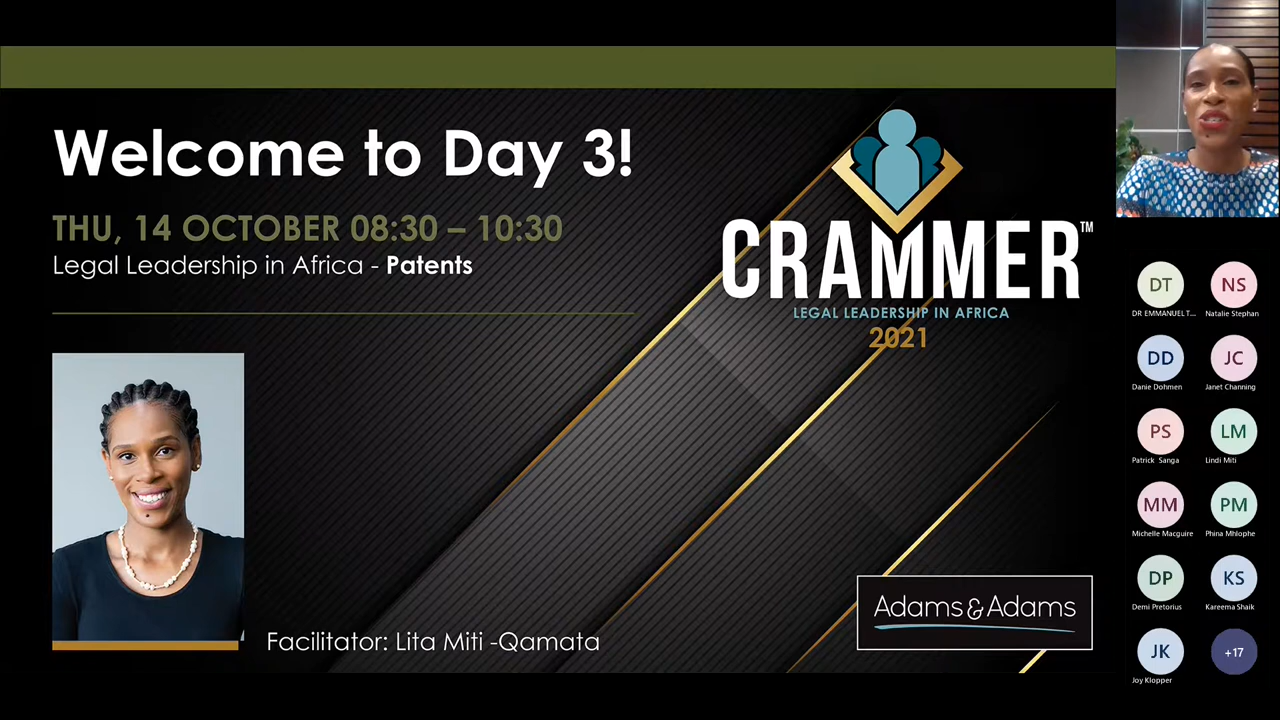 Welcome to Day 3!
THU, 14 OCTOBER 08:30 – 10:30
Legal Leadership in Africa - Patents
CRAMMER™
LEGAL LEADERSHIP IN AFRICA
2021
Facilitator: Lita Miti -Qamata
Adams & Adams
DT
DR EMMANUEL T...
NS
Natalie Stephan
DD
Danie Dohmen
JC
Janet Channing
PS
Patrick Sanga
LM
Lindi Miti
MM
Michelle Macguire
PM
Phina Mhlophe
DP
Demi Pretorius
KS
Kareema Shaik
JK
Joy Klopper
+17